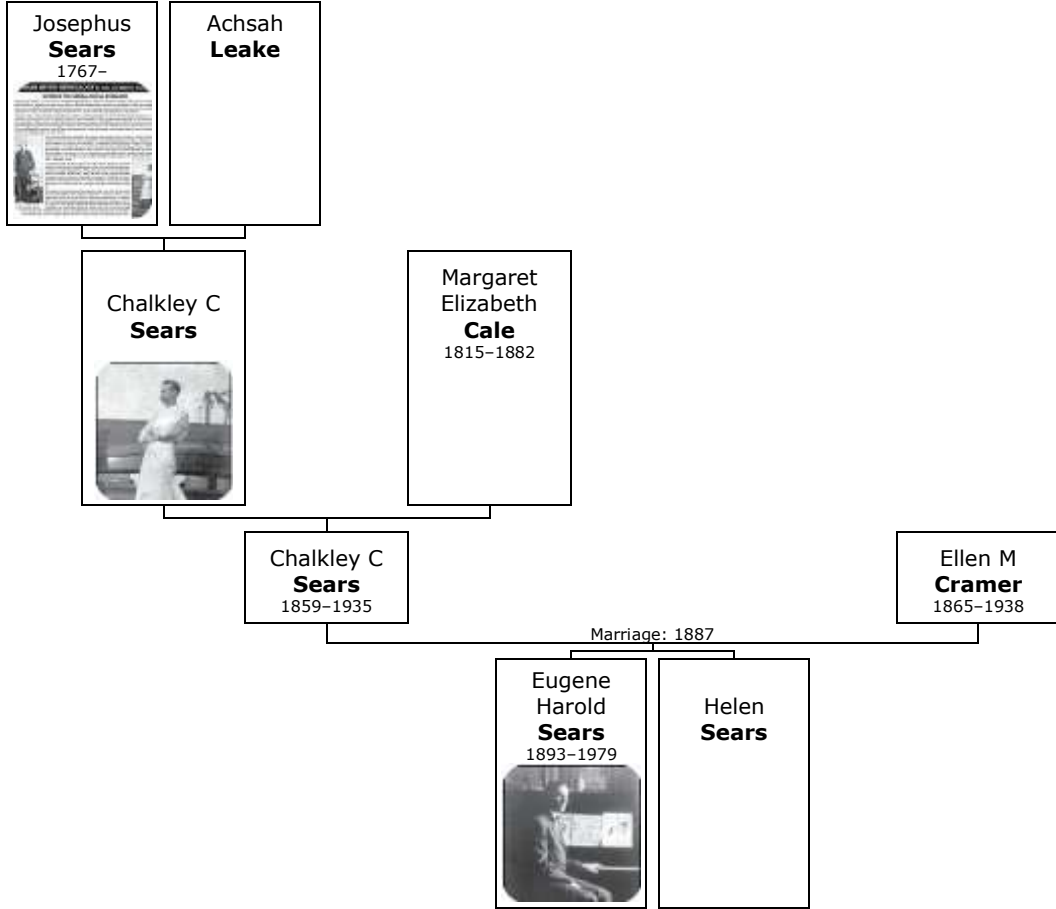 Josephus
Sears
1767–
Achsah
Leake
Chalkley C
Sears
Margaret
Elizabeth
Cale
1815–1882
Chalkley C
Sears
1859–1935
Ellen M
Cramer
1865–1938
Marriage: 1887
Eugene
Harold
Sears
1893–1979
Helen
Sears